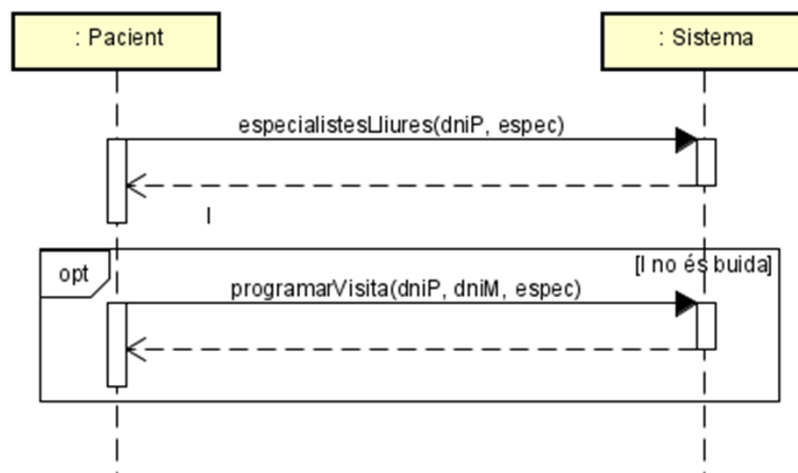 : Pacient
: Sistema
especialistesLliures(dniP, espec)
l
opt
[l no és buida]
programarVisita(dniP, dniM, espec)